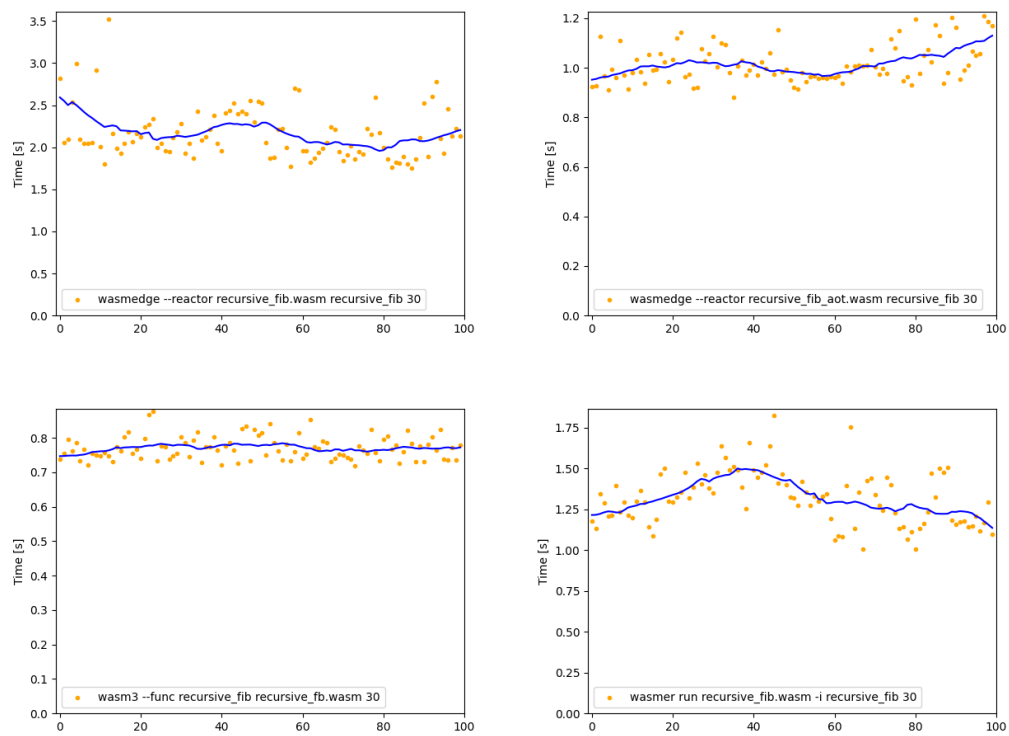 3.5
3.0
2.5
2.0
1.5
1.0
0.5
0.0
Time [s]
wasmedge --reactor recursive_fib.wasm recursive_fib 30
0 20 40 60 80 100
1.2
1.0
0.8
0.6
0.4
0.2
0.0
Time [s]
wasmedge --reactor recursive_fib_aot.wasm recursive_fib 30
0 20 40 60 80 100
0.8
0.7
0.6
0.5
0.4
0.3
0.2
0.1
0.0
Time [s]
wasm3 --func recursive_fib recursive_fb.wasm 30
0 20 40 60 80 100
1.75
1.50
1.25
1.00
0.75
0.50
0.25
0.00
Time [s]
wasmer run recursive_fib.wasm -i recursive_fib 30
0 20 40 60 80 100